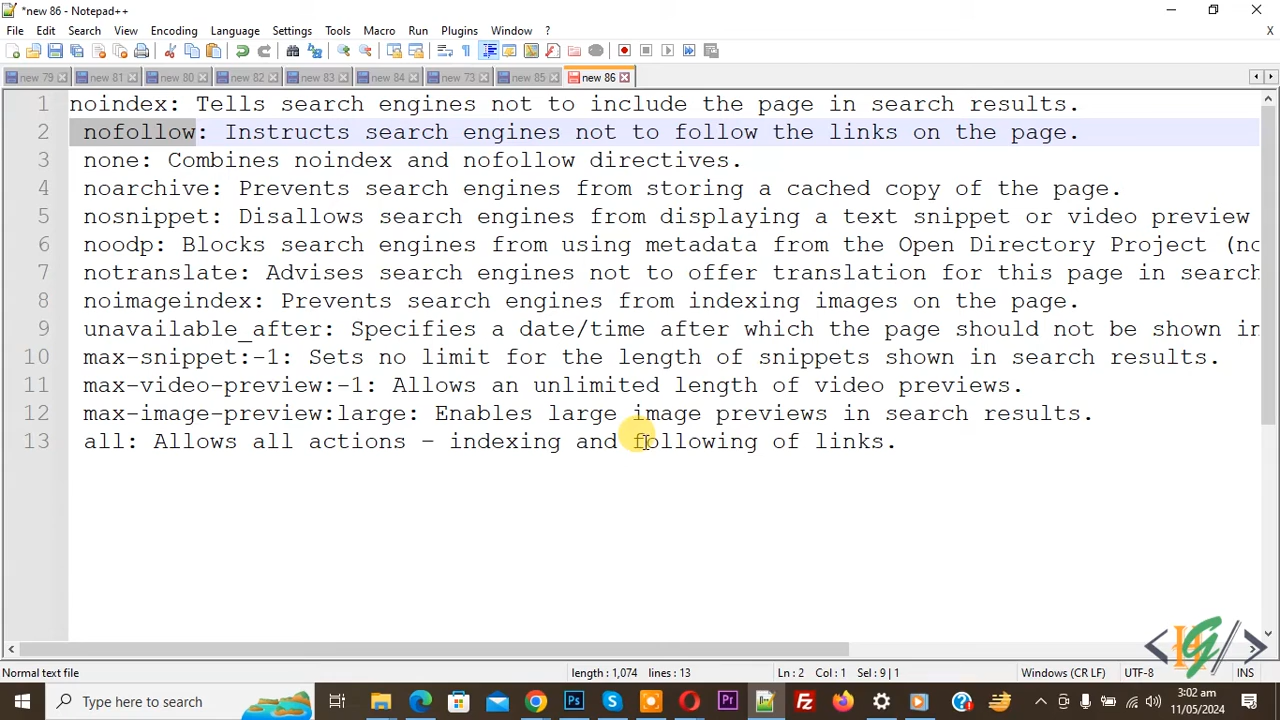 *new 86 - Notepad++
File Edit Search View Encoding Language Settings Tools Macro Run Plugins Window ?
X
new 79 new 81 new 80 new 82 new 83 new 84 new 73 new 85 new 86
1 noindex: Tells search engines not to include the page in search results.
2 nofollow: Instructs search engines not to follow the links on the page.
3 none: Combines noindex and nofollow directives.
4 noarchive: Prevents search engines from storing a cached copy of the page.
5 nosnippet: Disallows search engines from displaying a text snippet or video preview
6 noodp: Blocks search engines from using metadata from the Open Directory Project (no
7 notranslate: Advises search engines not to offer translation for this page in search
8 noimageindex: Prevents search engines from indexing images on the page.
9 unavailable_after: Specifies a date/time after which the page should not be shown in
10 max-snippet:-1: Sets no limit for the length of snippets shown in search results.
11 max-video-preview:-1: Allows an unlimited length of video previews.
12 max-image-preview:large: Enables large image previews in search results.
13 all: Allows all actions - indexing and following of links.
Normal text file length : 1,074 lines : 13 Ln : 2 Col : 1 Sel : 9 | 1 Windows (CR LF) UTF-8 INS
Type here to search
3:02 am
11/05/2024